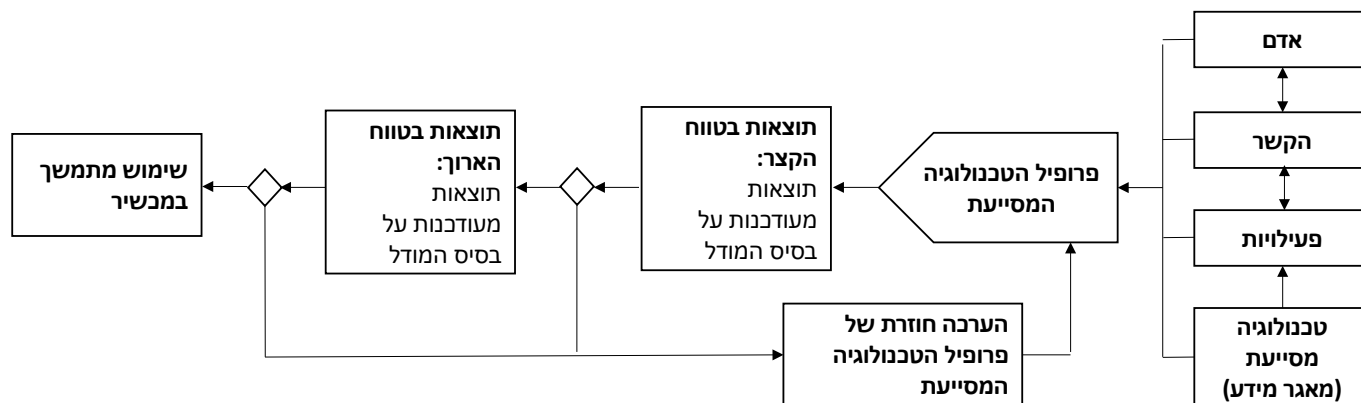 אדם
הקשר
פעילויות
טכנולוגיה
מסייעת
(מאגר מידע)
פרופיל הטכנולוגיה
המסייעת
תוצאות בטווח
הקצר:
תוצאות
מעודכנות על
בסיס המודל
תוצאות בטווח
הארוך:
תוצאות
מעודכנות על
בסיס המודל
שימוש מתמשך
במכשיר
הערכה חוזרת של
פרופיל הטכנולוגיה
המסייעת